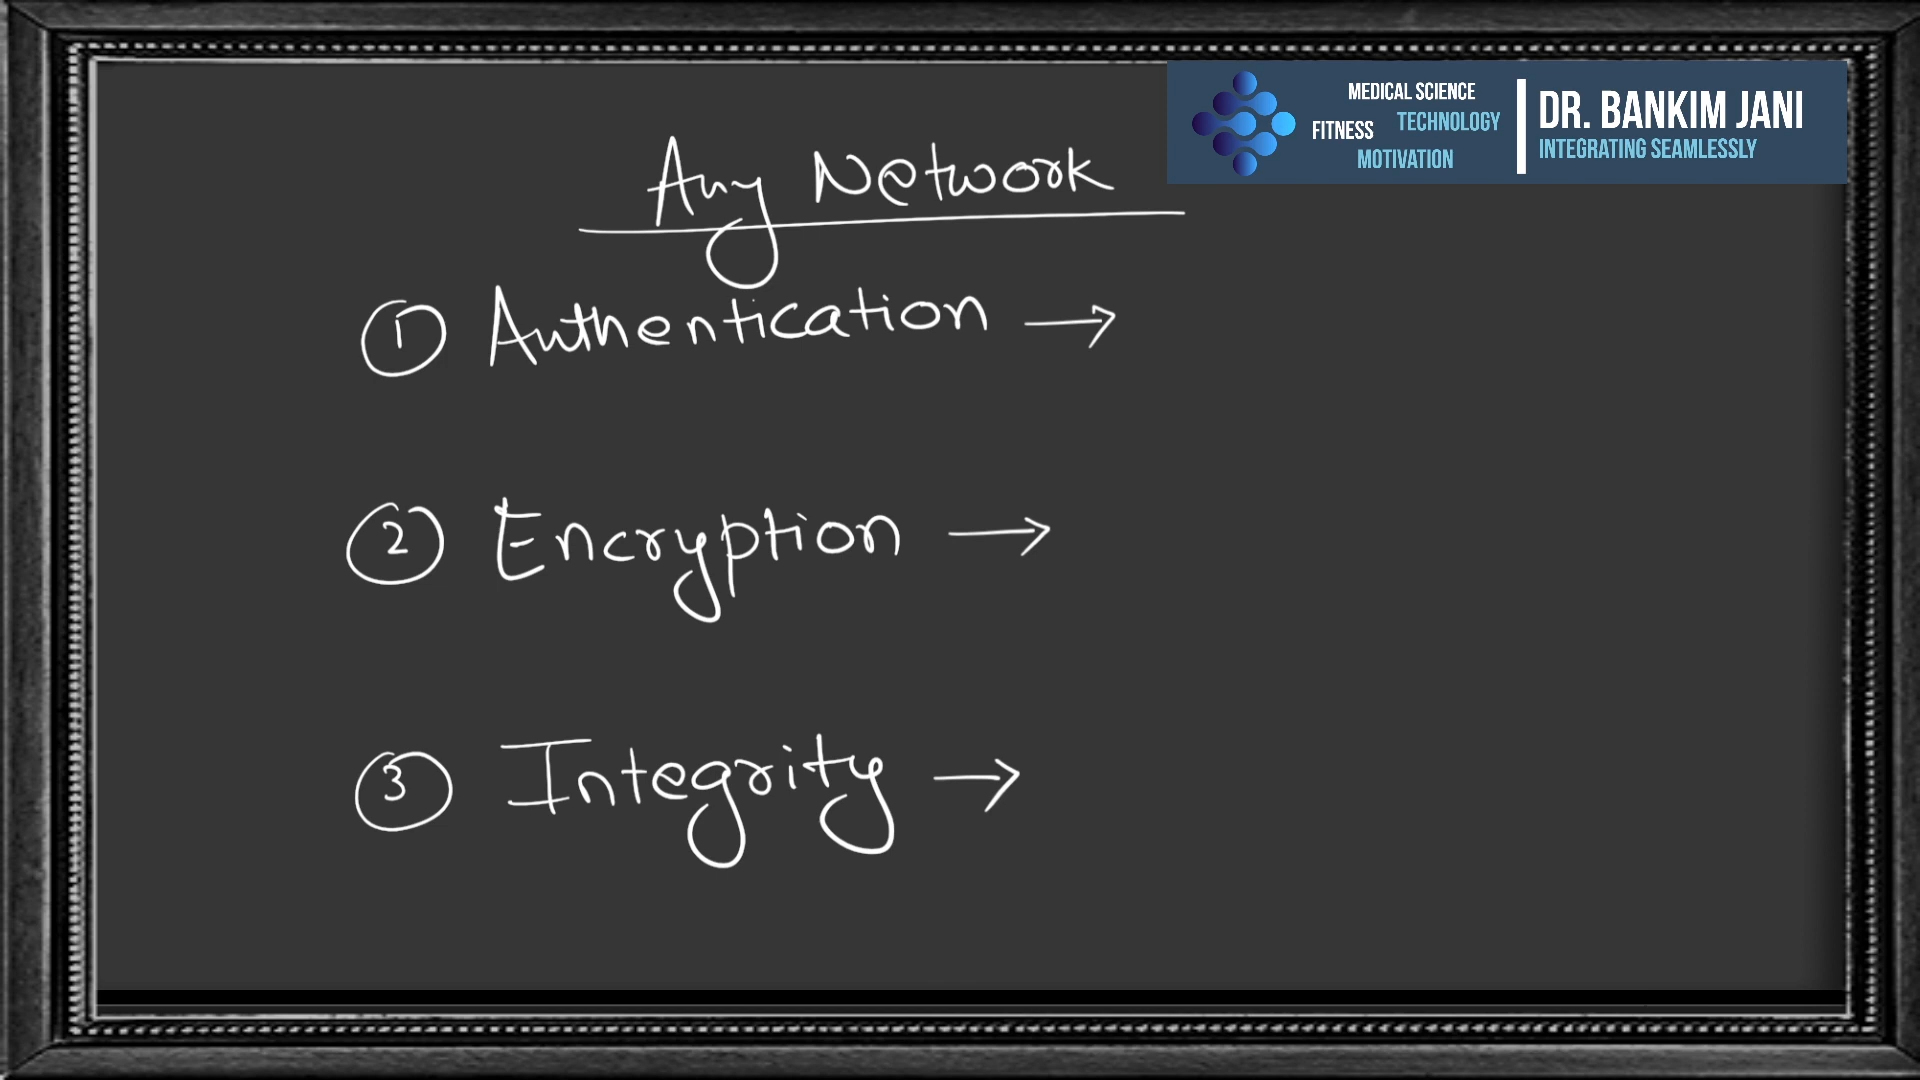 MEDICAL SCIENCE
FITNESS TECHNOLOGY
MOTIVATION
DR. BANKIM JANI
INTEGRATING SEAMLESSLY
Any Network
① Authentication →
② Encryption →
③ Integrity →